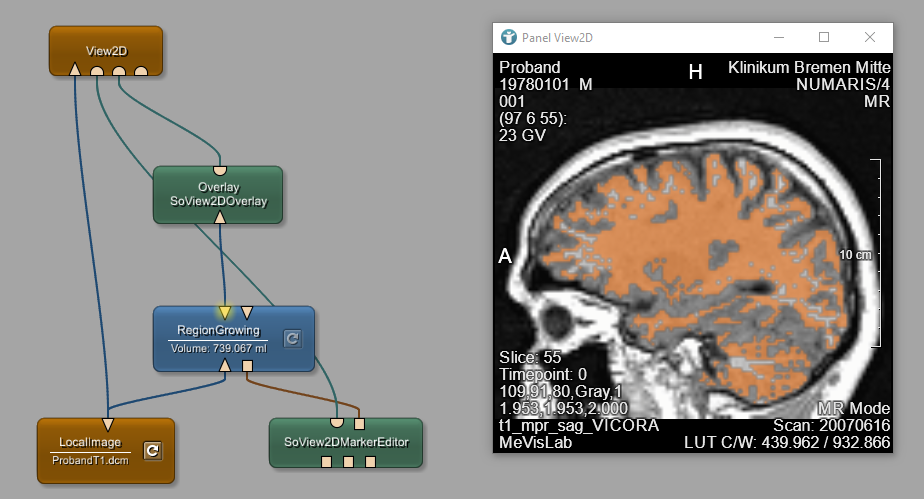 View2D
Overlay
SoView2DOverlay
RegionGrowing
Volume: 739.067 ml
LocalImage
ProbandT1.dcm
SoView2DMarkerEditor
Panel View2D
Proband
19780101 M
001
(97 6 55):
23 GV
H
Klinikum Bremen Mitte
NUMARIS/4
MR
A
10 cm
Slice: 55
Timepoint: 0
109,91,80,Gray,1
1.953,1.953,2.000
t1_mpr_sag_VICORA
MeVisLab
MR Mode
Scan: 20070616
LUT C/W: 439.962 / 932.866